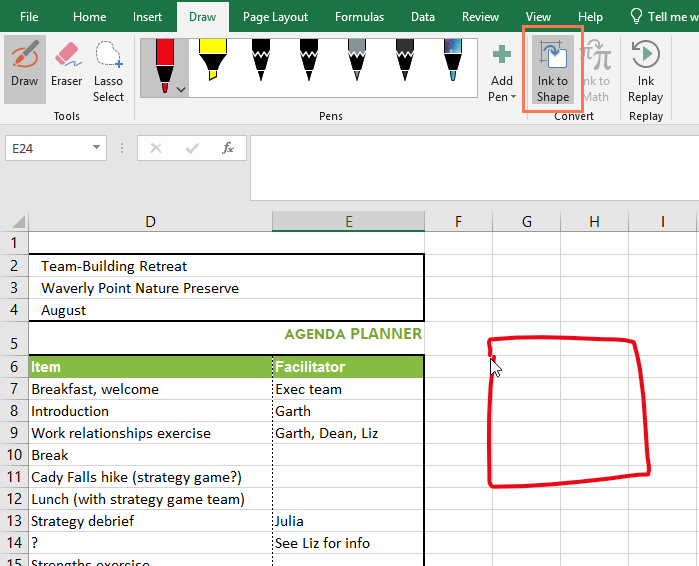 File Home Insert Draw Page Layout Formulas Data Review View Help Tell me w
Draw Eraser Lasso Select Add Pen Ink to Shape Ink to Math Ink Replay
Tools Pens Convert Replay
E24 fx
D E F G H I
1
2 Team-Building Retreat
3 Waverly Point Nature Preserve
4 August
5 AGENDA PLANNER
6 Item Facilitator
7 Breakfast, welcome Exec team
8 Introduction Garth
9 Work relationships exercise Garth, Dean, Liz
10 Break
11 Cady Falls hike (strategy game?)
12 Lunch (with strategy game team)
13 Strategy debrief Julia
14 ? See Liz for info
15 Strengths exercise